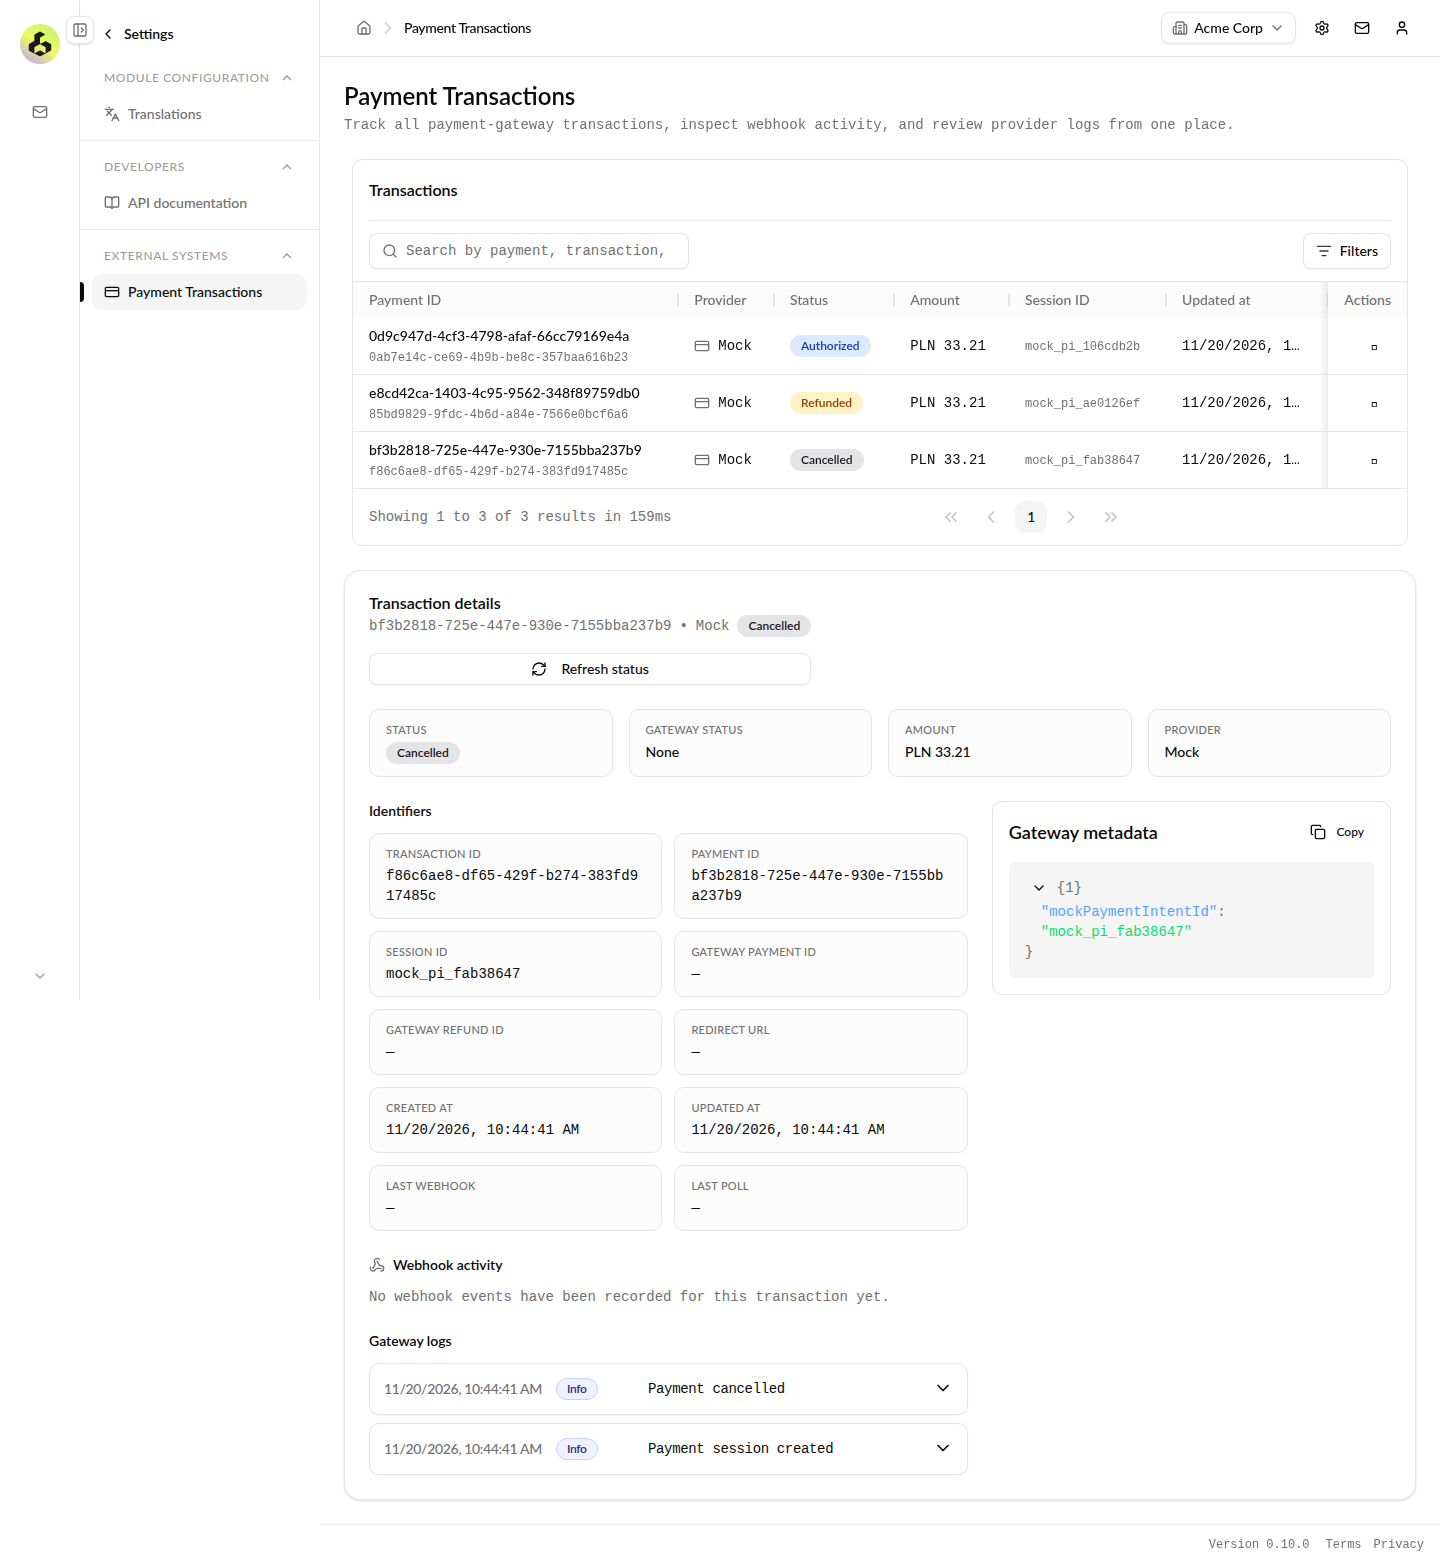 Settings
MODULE CONFIGURATION
Translations
DEVELOPERS
API documentation
EXTERNAL SYSTEMS
Payment Transactions
Payment Transactions
Acme Corp
Payment Transactions
Track all payment-gateway transactions, inspect webhook activity, and review provider logs from one place.
Transactions
Search by payment, transaction,
Filters
Payment ID Provider Status Amount Session ID Updated at Actions
0d9c947d-4cf3-4798-afaf-66cc79169e4a
0ab7e14c-ce69-4b9b-be8c-357baa616b23
Mock Authorized PLN 33.21 mock_pi_106cdb2b 11/20/2026, 1…
e8cd42ca-1403-4c95-9562-348f89759db0
85bd9829-9fdc-4b6d-a84e-7566e0bcf6a6
Mock Refunded PLN 33.21 mock_pi_ae0126ef 11/20/2026, 1…
bf3b2818-725e-447e-930e-7155bba237b9
f86c6ae8-df65-429f-b274-383fd917485c
Mock Cancelled PLN 33.21 mock_pi_fab38647 11/20/2026, 1…
Showing 1 to 3 of 3 results in 159ms
1
Transaction details
bf3b2818-725e-447e-930e-7155bba237b9 • Mock Cancelled
Refresh status
STATUS
Cancelled
GATEWAY STATUS
None
AMOUNT
PLN 33.21
PROVIDER
Mock
Identifiers
TRANSACTION ID
f86c6ae8-df65-429f-b274-383fd9
17485c
PAYMENT ID
bf3b2818-725e-447e-930e-7155bb
a237b9
SESSION ID
mock_pi_fab38647
GATEWAY PAYMENT ID
—
GATEWAY REFUND ID
—
REDIRECT URL
—
CREATED AT
11/20/2026, 10:44:41 AM
UPDATED AT
11/20/2026, 10:44:41 AM
LAST WEBHOOK
—
LAST POLL
—
Gateway metadata
Copy
{1}
"mockPaymentIntentId":
"mock_pi_fab38647"
}
Webhook activity
No webhook events have been recorded for this transaction yet.
Gateway logs
11/20/2026, 10:44:41 AM Info Payment cancelled
11/20/2026, 10:44:41 AM Info Payment session created
Version 0.10.0 Terms Privacy